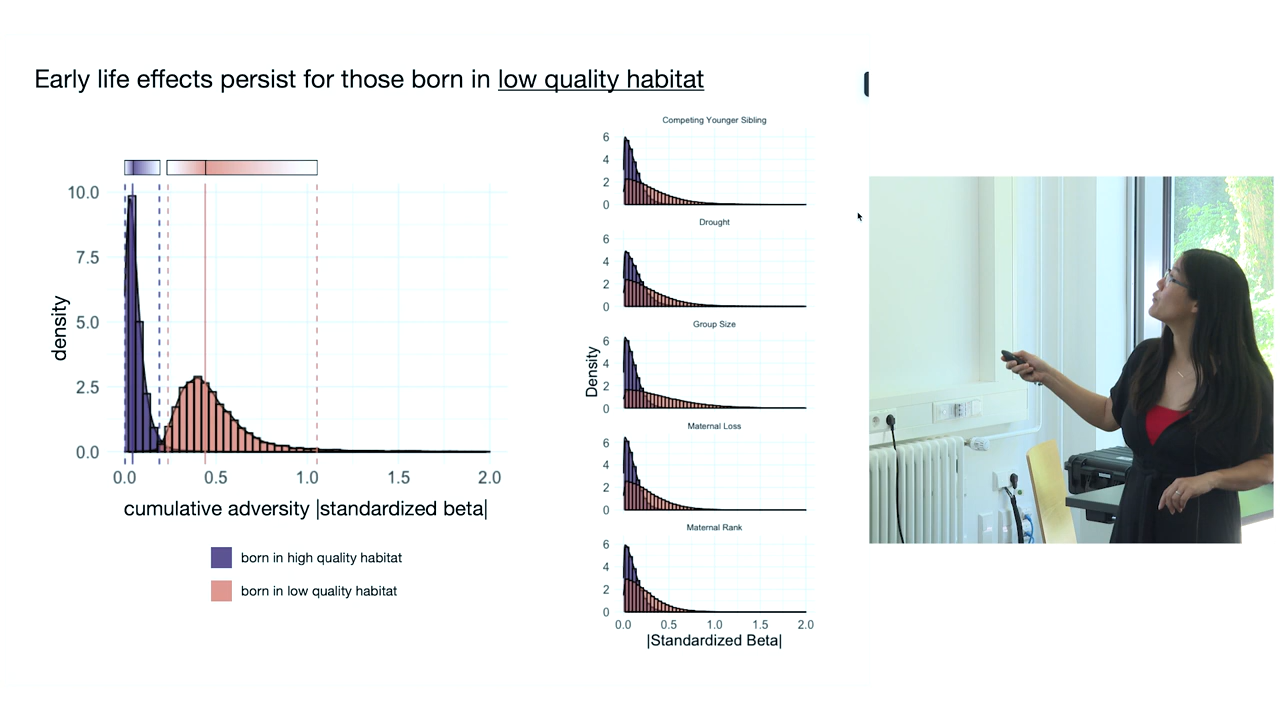 Early life effects persist for those born in low quality habitat
density
10.0
7.5
5.0
2.5
0.0
0.0 0.5 1.0 1.5 2.0
cumulative adversity |standardized beta|
born in high quality habitat
born in low quality habitat
Density
Competing Younger Sibling
6
4
2
0
Drought
6
4
2
0
Group Size
6
4
2
0
Maternal Loss
6
4
2
0
Maternal Rank
6
4
2
0
0.0 0.5 1.0 1.5 2.0
|Standardized Beta|